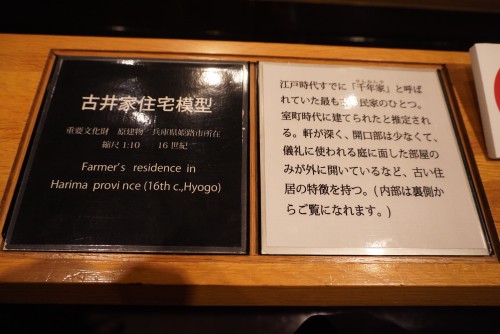 古井家住宅模型
重要文化財 原建物 兵庫県姫路市所在
縮尺 1:10 16世紀
Farmer's residence in
Harima province (16th c.,Hyogo)
江戸時代すでに「千年家」と呼ば
れていた最も 民家のひとつ。
室町時代に建てられたと推定され
る。軒が深く、開口部は少なくて、
儀礼に使われる庭に面した部屋の
みが外に開いているなど、古い住
居の特徴を持つ。(内部は裏側か
らご覧になれます。)